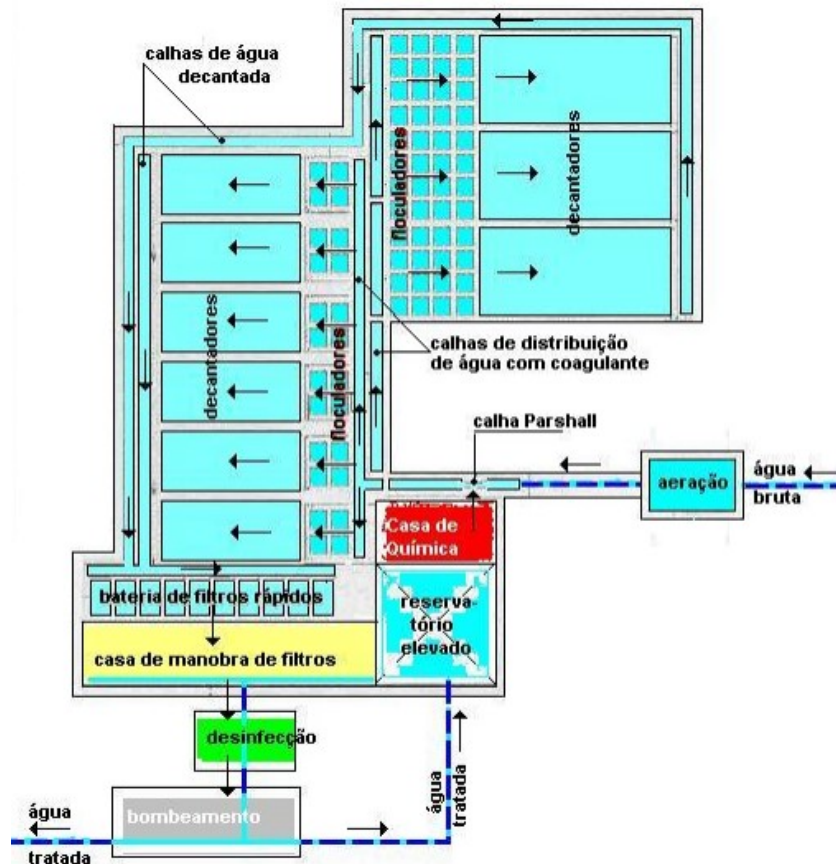 calhas de água
decantada
floculadores
decantadores
decantadores
floculadores
calhas de distribuição
de água com coagulante
calha Parshall
aeração
água
bruta
Casa de
Química
bateria de filtros rápidos
reserva-
tório
elevado
casa de manobra de filtros
desinfecção
água
tratada
bombeamento
água
tratada